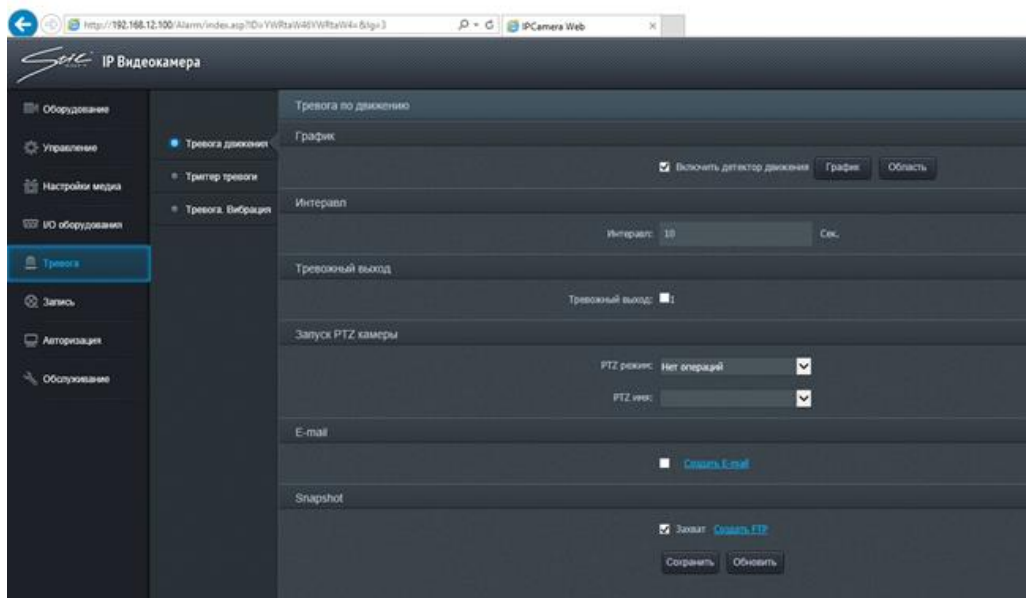 http://192.168.12.100/Alarm/index.asp?ID=YWRtaW46YWRtaW4=&lg=3
IPCamera Web
IP Видеокамера
Оборудование
Управление
Настройки медиа
I/O оборудования
Тревога
Запись
Авторизация
Обслуживание
Тревога движения
Триггер тревоги
Тревога. Вибрация
Тревога по движению
График
Включить детектор движения График Область
Интеравл
Интеравл: 10 Сек.
Тревожный выход
Тревожный выход: 1
Запуск PTZ камеры
PTZ режим: Нет операций
PTZ имя:
E-mail
Создать E-mail
Snapshot
Захват Создать FTP
Сохранить Обновить